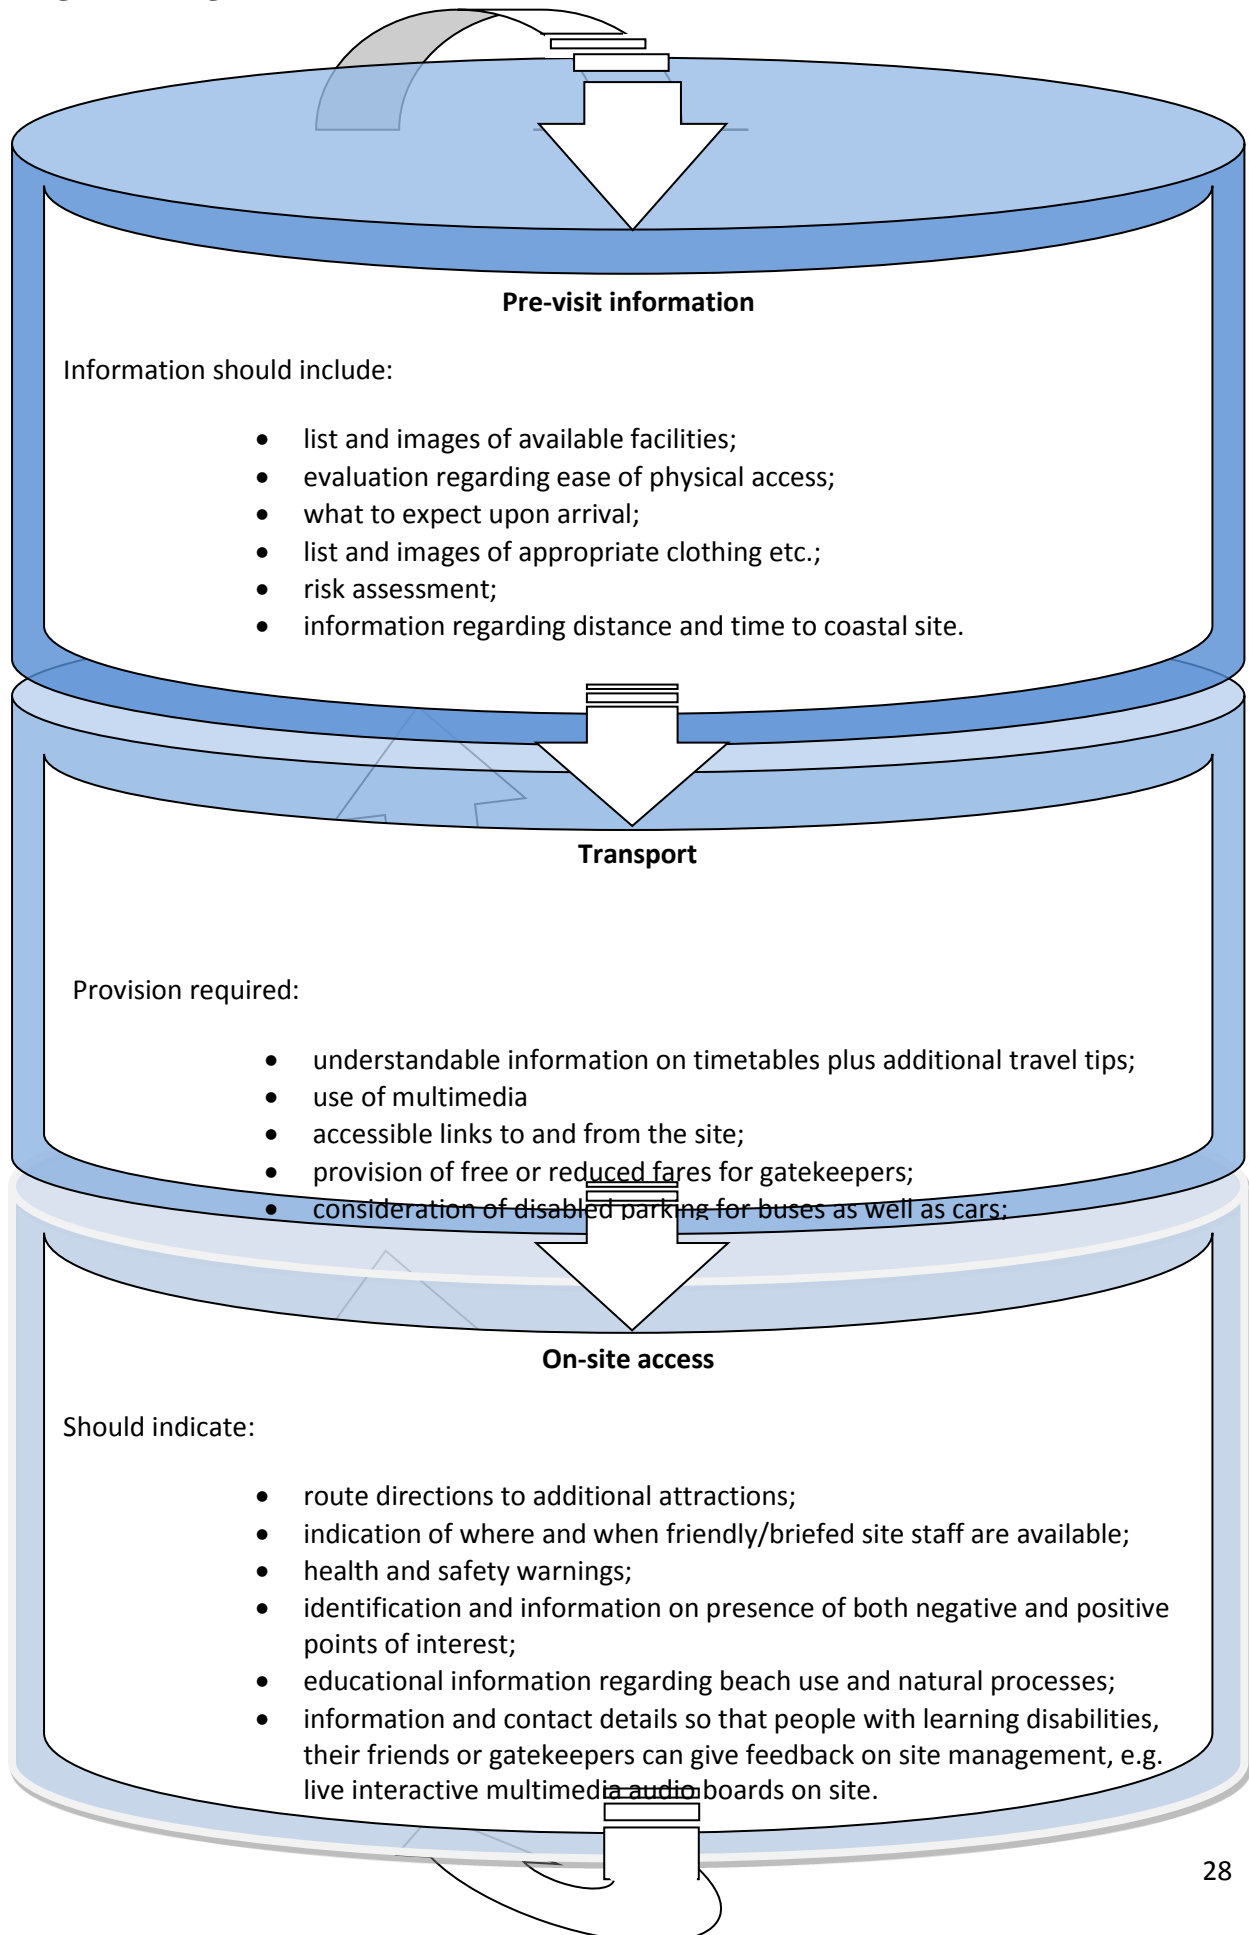 Pre-visit information
Information should include:
• list and images of available facilities;
• evaluation regarding ease of physical access;
• what to expect upon arrival;
• list and images of appropriate clothing etc.;
• risk assessment;
• information regarding distance and time to coastal site.
Transport
Provision required:
• understandable information on timetables plus additional travel tips;
• use of multimedia
• accessible links to and from the site;
• provision of free or reduced fares for gatekeepers;
• consideration of disabled parking for buses as well as cars;
On-site access
Should indicate:
• route directions to additional attractions;
• indication of where and when friendly/briefed site staff are available;
• health and safety warnings;
• identification and information on presence of both negative and positive
points of interest;
• educational information regarding beach use and natural processes;
• information and contact details so that people with learning disabilities,
their friends or gatekeepers can give feedback on site management, e.g.
live interactive multimedia audio boards on site.
28